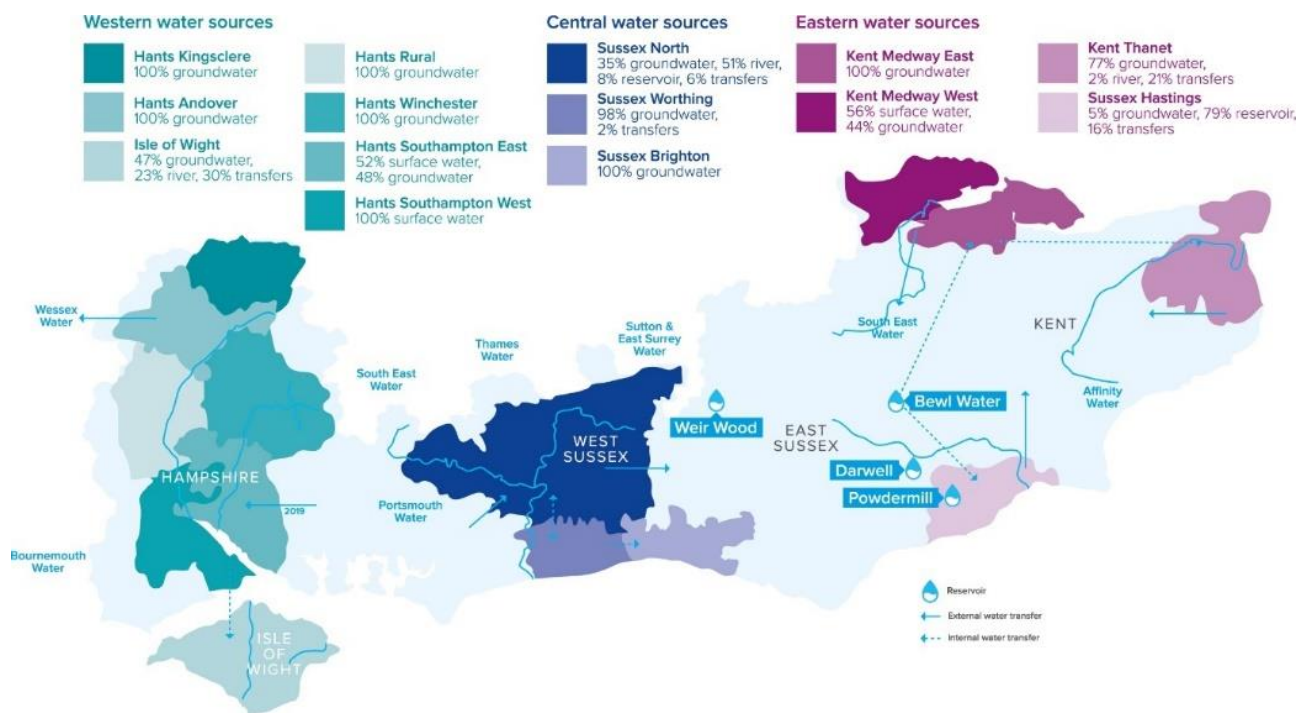 Western water sources
Hants Kingsclere
100% groundwater
Hants Andover
100% groundwater
Isle of Wight
47% groundwater,
23% river, 30% transfers
Hants Rural
100% groundwater
Hants Winchester
100% groundwater
Hants Southampton East
52% surface water,
48% groundwater
Hants Southampton West
100% surface water
Central water sources
Sussex North
35% groundwater, 51% river,
8% reservoir, 6% transfers
Sussex Worthing
98% groundwater,
2% transfers
Sussex Brighton
100% groundwater
Eastern water sources
Kent Medway East
100% groundwater
Kent Medway West
56% surface water,
44% groundwater
Kent Thanet
77% groundwater,
2% river, 21% transfers
Sussex Hastings
5% groundwater, 79% reservoir,
16% transfers
Wessex
Water
South East
Water
Thames
Water
Sutton &
East Surrey
Water
South East
Water
KENT
Affinity
Water
Bewl Water
Weir Wood
WEST
SUSSEX
EAST
SUSSEX
Darwell
Powdermill
HAMPSHIRE
2019
Portsmouth
Water
Bournemouth
Water
ISLE
OF
WIGHT
Reservoir
External water transfer
Internal water transfer